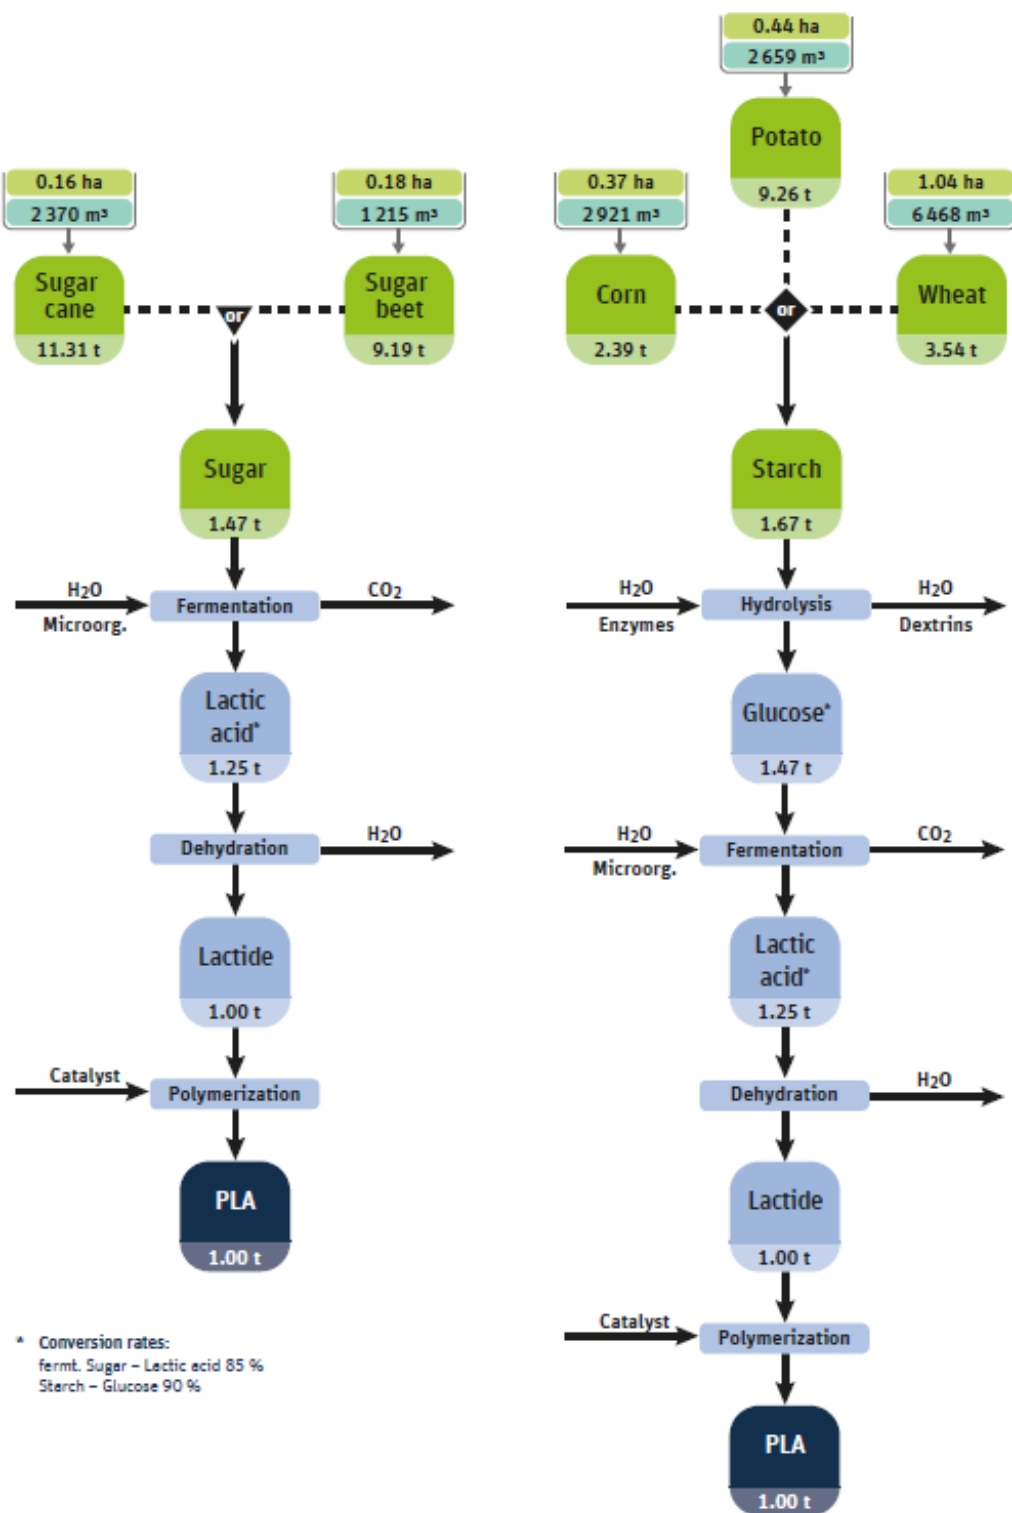 0.44 ha
2 659 m³
Potato
9.26 t
0.16 ha
2 370 m³
0.18 ha
1 215 m³
0.37 ha
2 921 m³
1.04 ha
6 468 m³
Sugar
cane
11.31 t
or
Sugar
beet
9.19 t
Corn
2.39 t
or
Wheat
3.54 t
Sugar
1.47 t
Starch
1.67 t
H₂O
Microorg.
Fermentation
CO₂
H₂O
Enzymes
Hydrolysis
H₂O
Dextrins
Lactic
acid*
1.25 t
Glucose*
1.47 t
Dehydration
H₂O
H₂O
Microorg.
Fermentation
CO₂
Lactide
1.00 t
Lactic
acid*
1.25 t
Catalyst
Polymerization
Dehydration
H₂O
PLA
1.00 t
Lactide
1.00 t
Catalyst
Polymerization
* Conversion rates:
fermt. Sugar – Lactic acid 85 %
Starch – Glucose 90 %
PLA
1.00 t